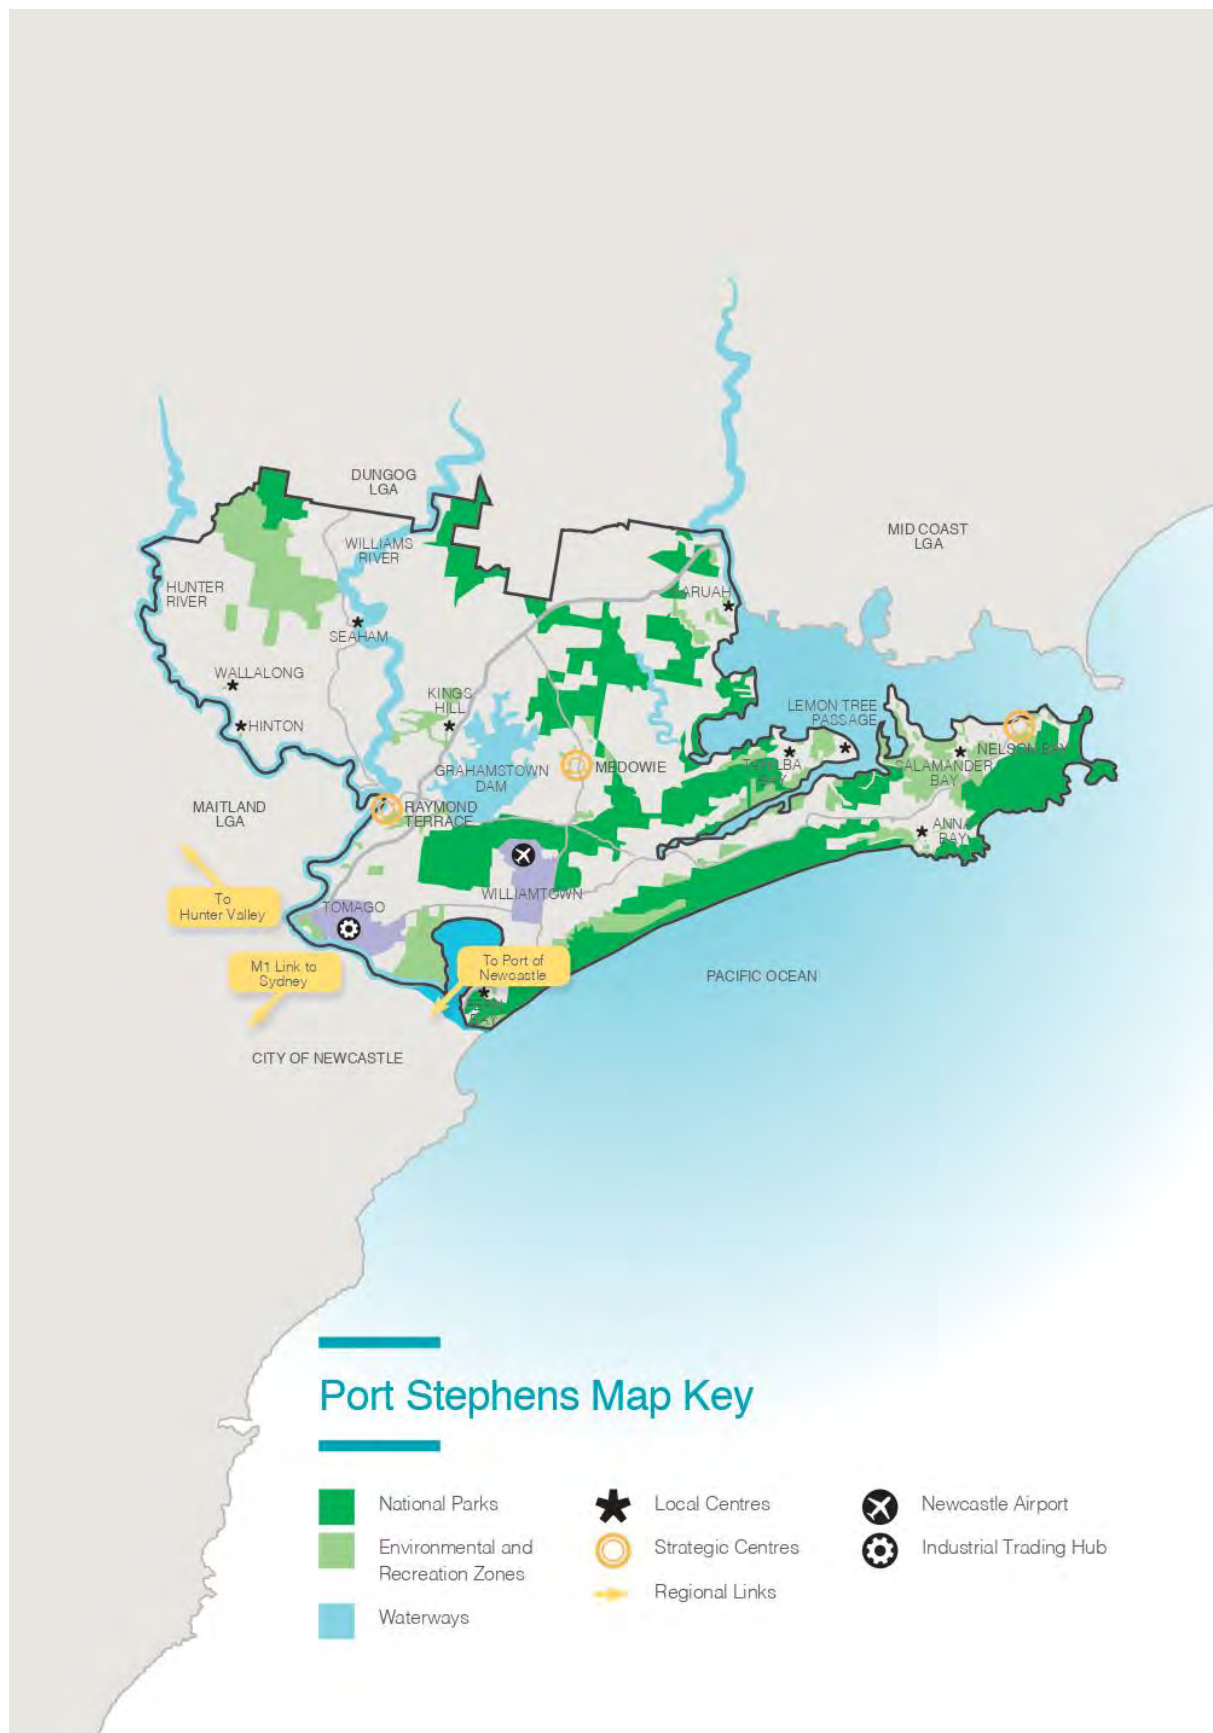 DUNGOG
LGA
MID COAST
LGA
WILLIAMS
RIVER
HUNTER
RIVER
ARUAH
SEAHAM
WALLALONG
KINGS
HILL
LEMON TREE
PASSAGE
HINTON
NELSON BAY
GRAHAMSTOWN
DAM
MEDOWIE
SALAMANDER
BAY
MAITLAND
LGA
RAYMOND
TERRACE
ANNA
BAY
To
Hunter Valley
WILLIAMTOWN
TOMAGO
M1 Link to
Sydney
To Port of
Newcastle
PACIFIC OCEAN
BAY
CITY OF NEWCASTLE
Port Stephens Map Key
National Parks
Environmental and
Recreation Zones
Waterways
Local Centres
Strategic Centres
Regional Links
Newcastle Airport
Industrial Trading Hub